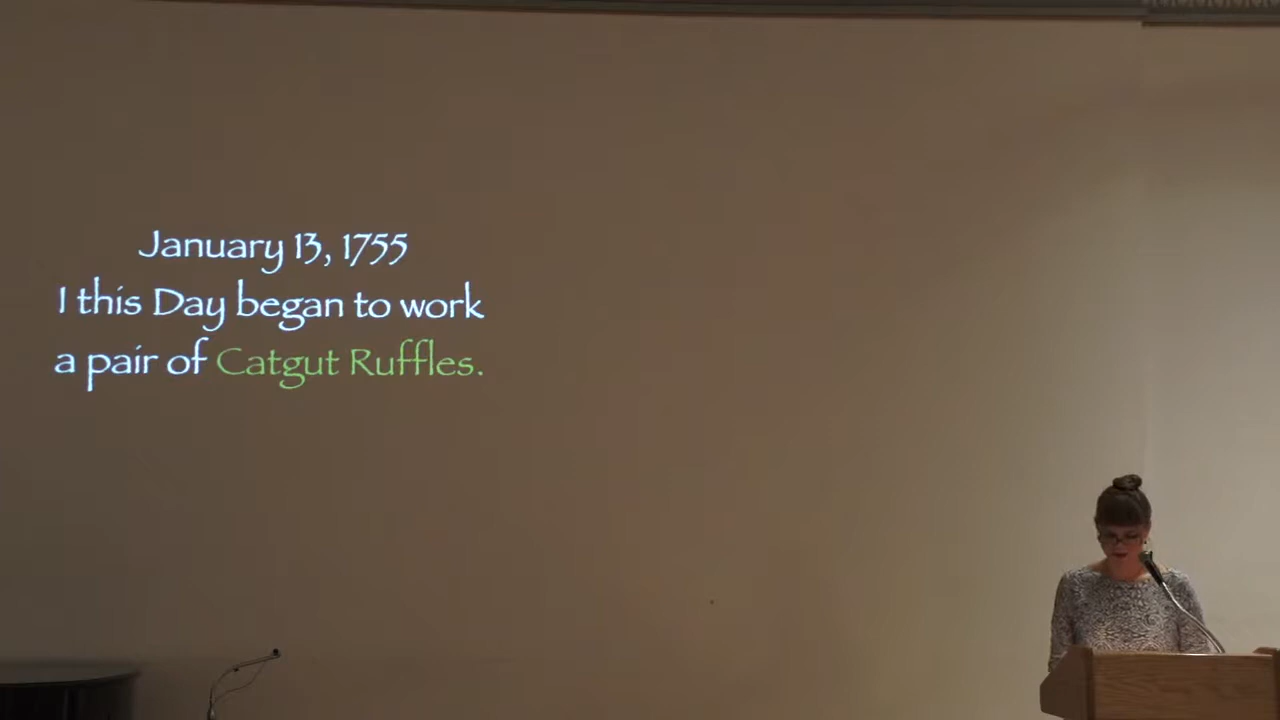 January 13, 1755
I this Day began to work
a pair of Catgut Ruffles.